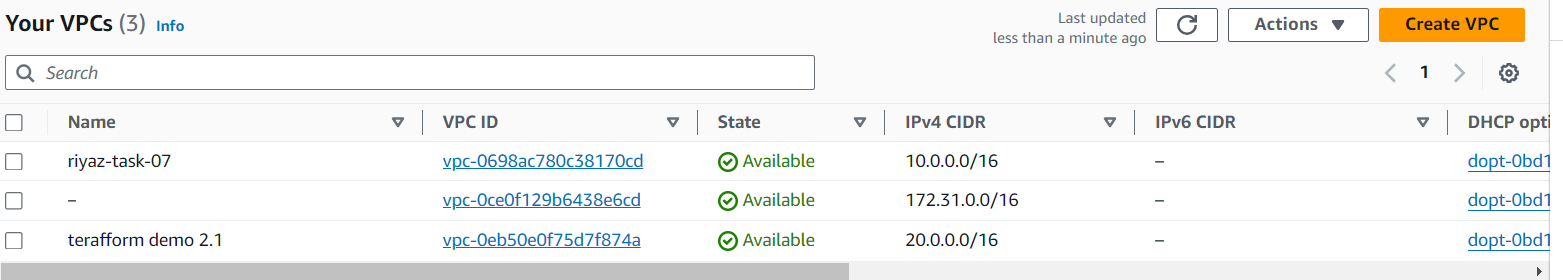 Your VPCs (3) Info
Last updated
less than a minute ago
Actions
Create VPC
Search
1
Name VPC ID State IPv4 CIDR IPv6 CIDR DHCP opti
riyaz-task-07 vpc-0698ac780c38170cd Available 10.0.0.0/16 – dopt-0bd1
– vpc-0ce0f129b6438e6cd Available 172.31.0.0/16 – dopt-0bd1
terafform demo 2.1 vpc-0eb50e0f75d7f874a Available 20.0.0.0/16 – dopt-0bd1